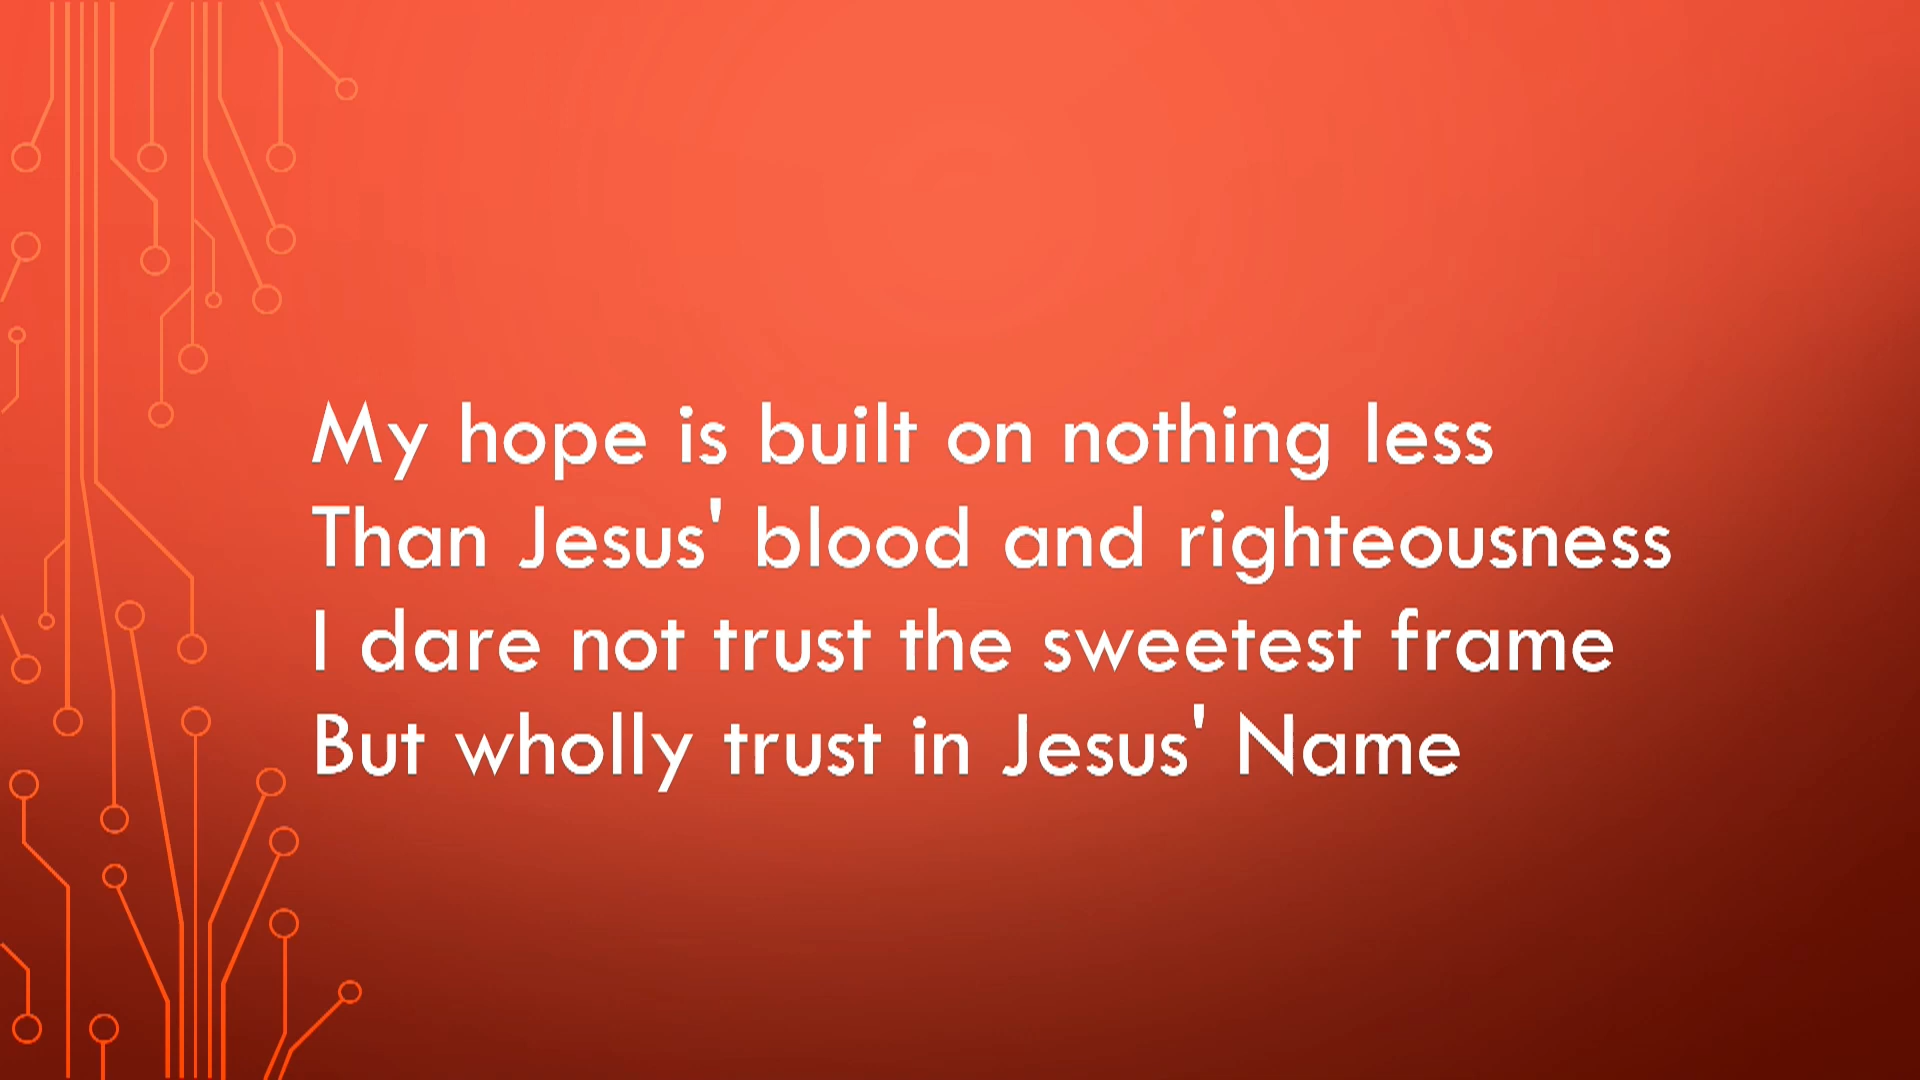 My hope is built on nothing less
Than Jesus' blood and righteousness
I dare not trust the sweetest frame
But wholly trust in Jesus' Name